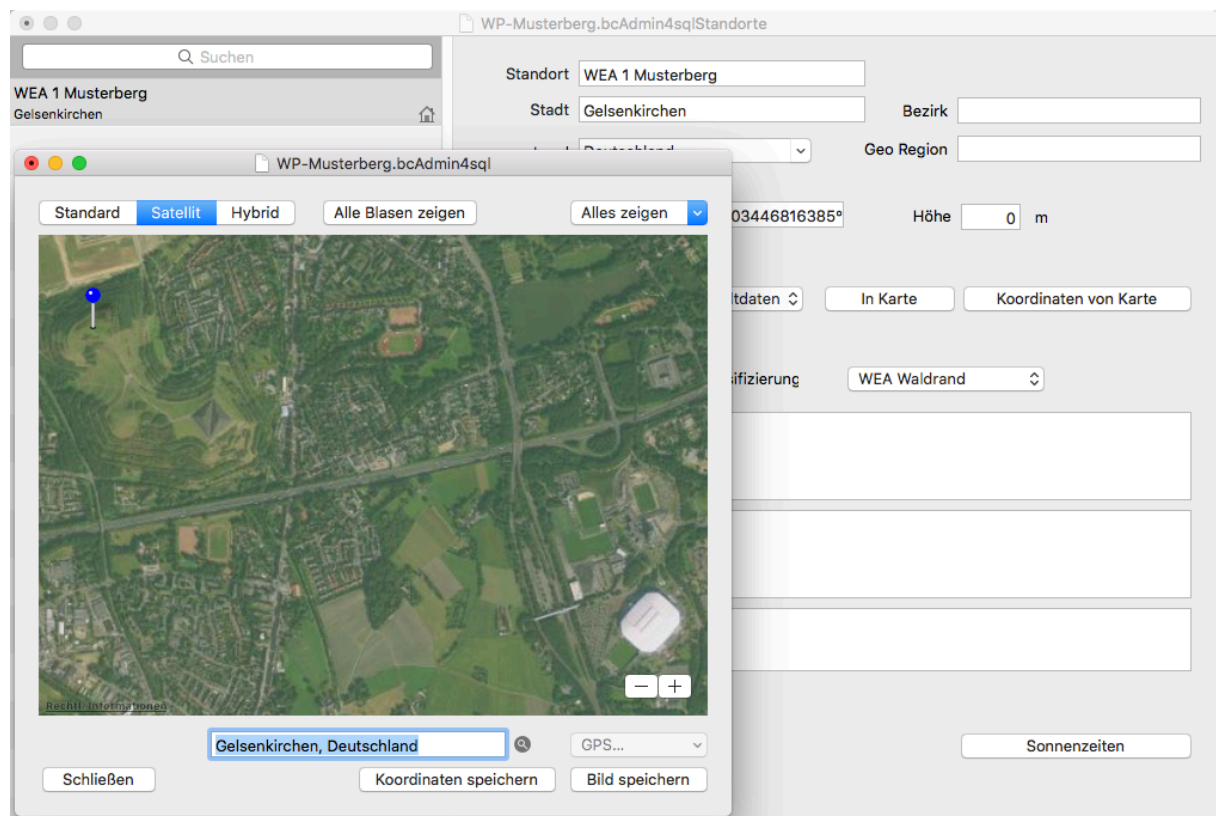 WP-Musterberg.bcAdmin4sqlStandorte
Suchen
WEA 1 Musterberg
Gelsenkirchen
Standort WEA 1 Musterberg
Stadt Gelsenkirchen Bezirk
Geo Region
03446816385° Höhe 0 m
ltdaten In Karte Koordinaten von Karte
sifizierung WEA Waldrand
Sonnenzeiten
WP-Musterberg.bcAdmin4sql
Standard Satellit Hybrid Alle Blasen zeigen Alles zeigen
Rechtl. Informationen
Gelsenkirchen, Deutschland GPS...
Schließen Koordinaten speichern Bild speichern